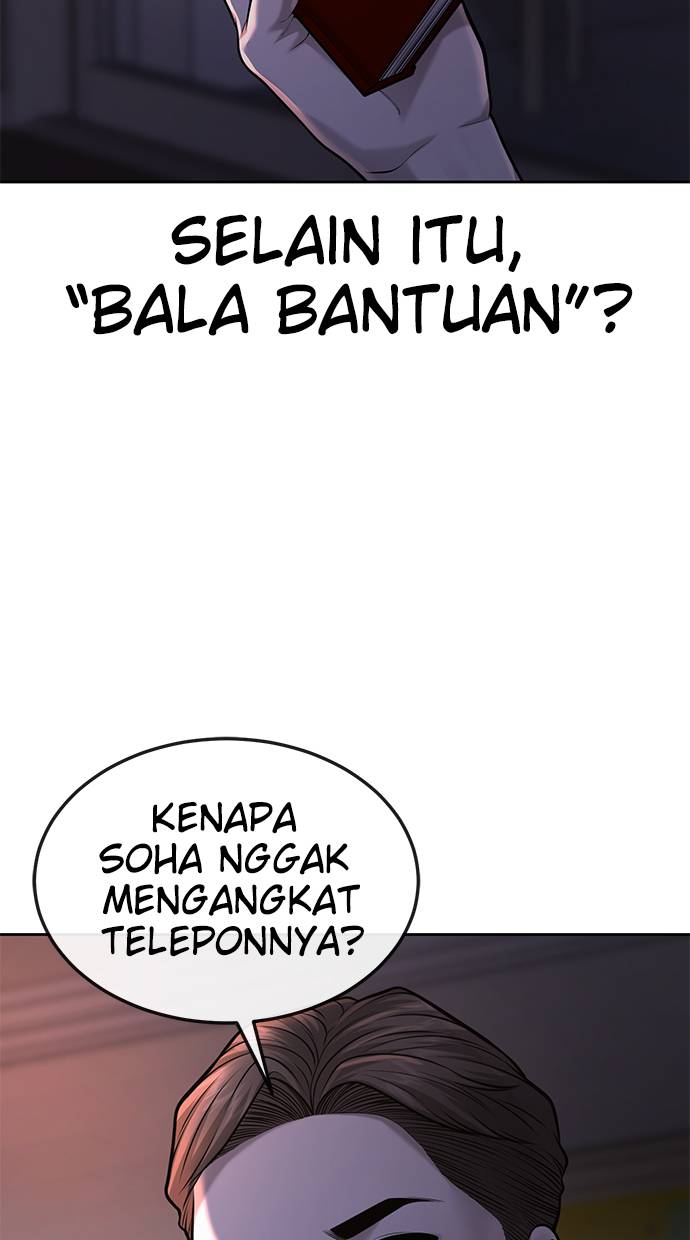 SELAIN ITU,
“BALA BANTUAN”?
KENAPA
SOHA NGGAK
MENGANGKAT
TELEPONNYA?